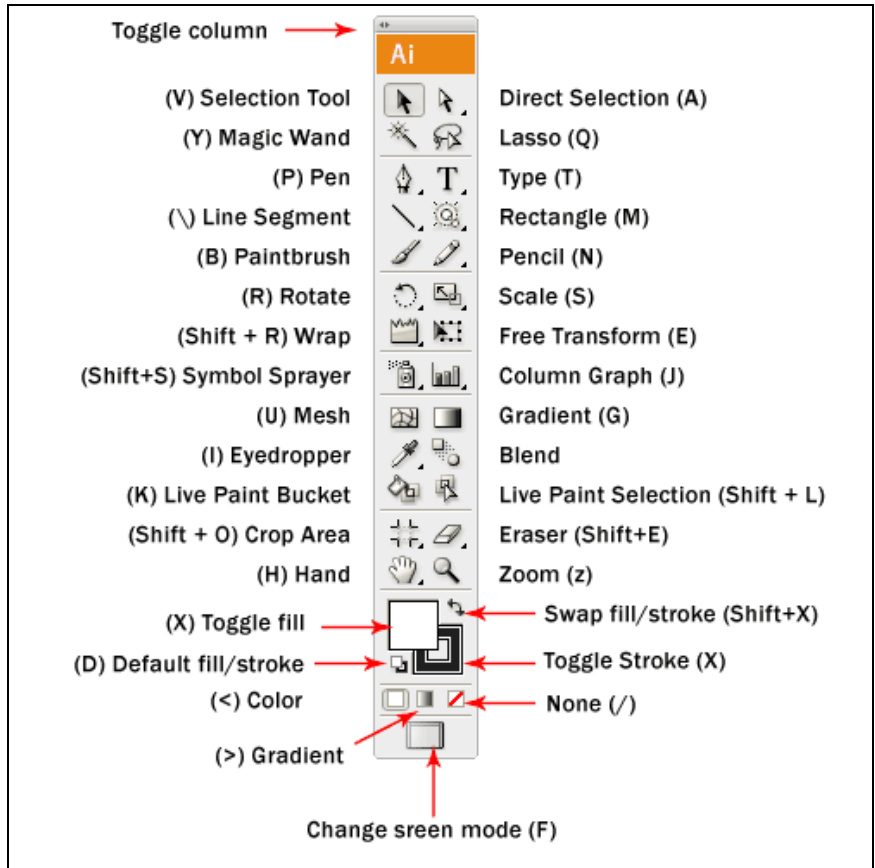 Toggle column
Ai
(V) Selection Tool Direct Selection (A)
(Y) Magic Wand Lasso (Q)
(P) Pen T Type (T)
(\) Line Segment Rectangle (M)
(B) Paintbrush Pencil (N)
(R) Rotate Scale (S)
(Shift + R) Wrap Free Transform (E)
(Shift+S) Symbol Sprayer Column Graph (J)
(U) Mesh Gradient (G)
(I) Eyedropper Blend
(K) Live Paint Bucket Live Paint Selection (Shift + L)
(Shift + O) Crop Area Eraser (Shift+E)
(H) Hand Zoom (z)
(X) Toggle fill Swap fill/stroke (Shift+X)
(D) Default fill/stroke Toggle Stroke (X)
(<) Color None (/)
(>) Gradient
Change sreen mode (F)